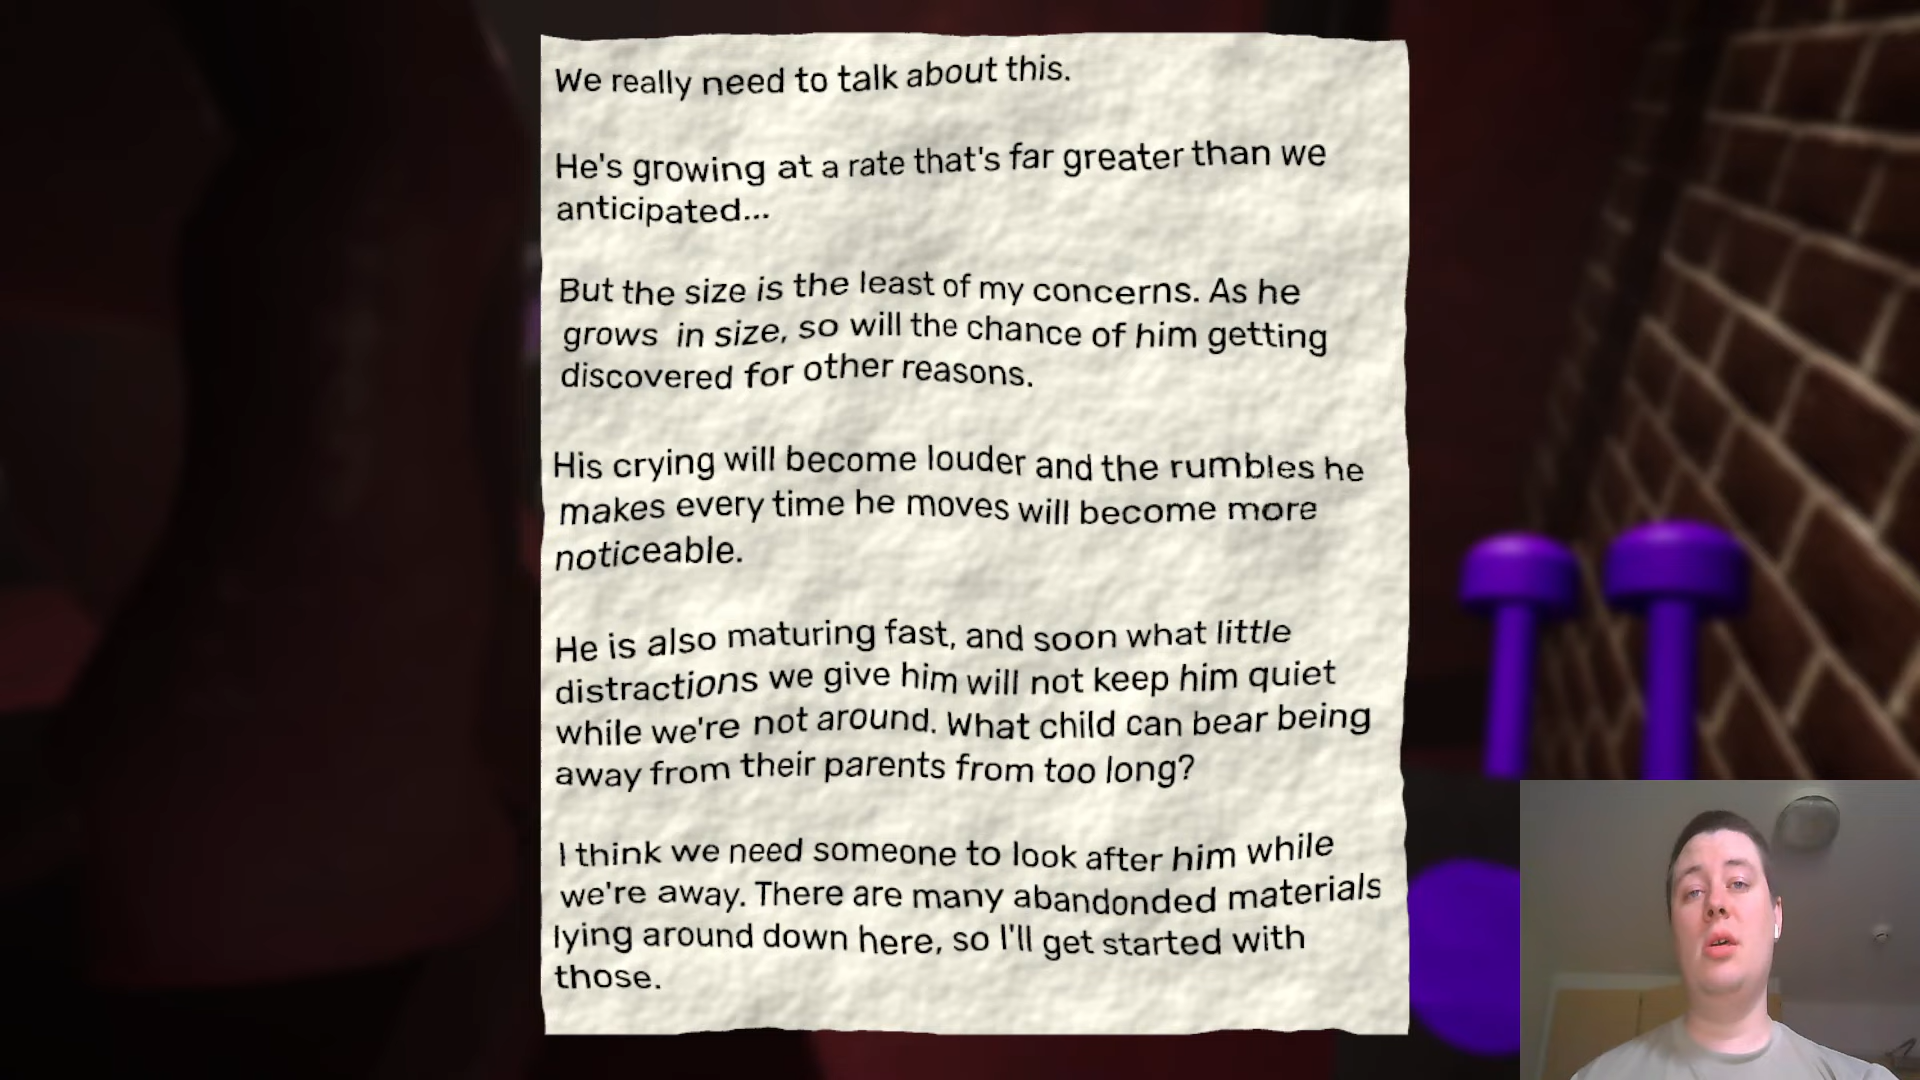 We really need to talk about this.
He's growing at a rate that's far greater than we
anticipated...
But the size is the least of my concerns. As he
grows in size, so will the chance of him getting
discovered for other reasons.
His crying will become louder and the rumbles he
makes every time he moves will become more
noticeable.
He is also maturing fast, and soon what little
distractions we give him will not keep him quiet
while we're not around. What child can bear being
away from their parents from too long?
I think we need someone to look after him while
we're away. There are many abandonded materials
lying around down here, so I'll get started with
those.